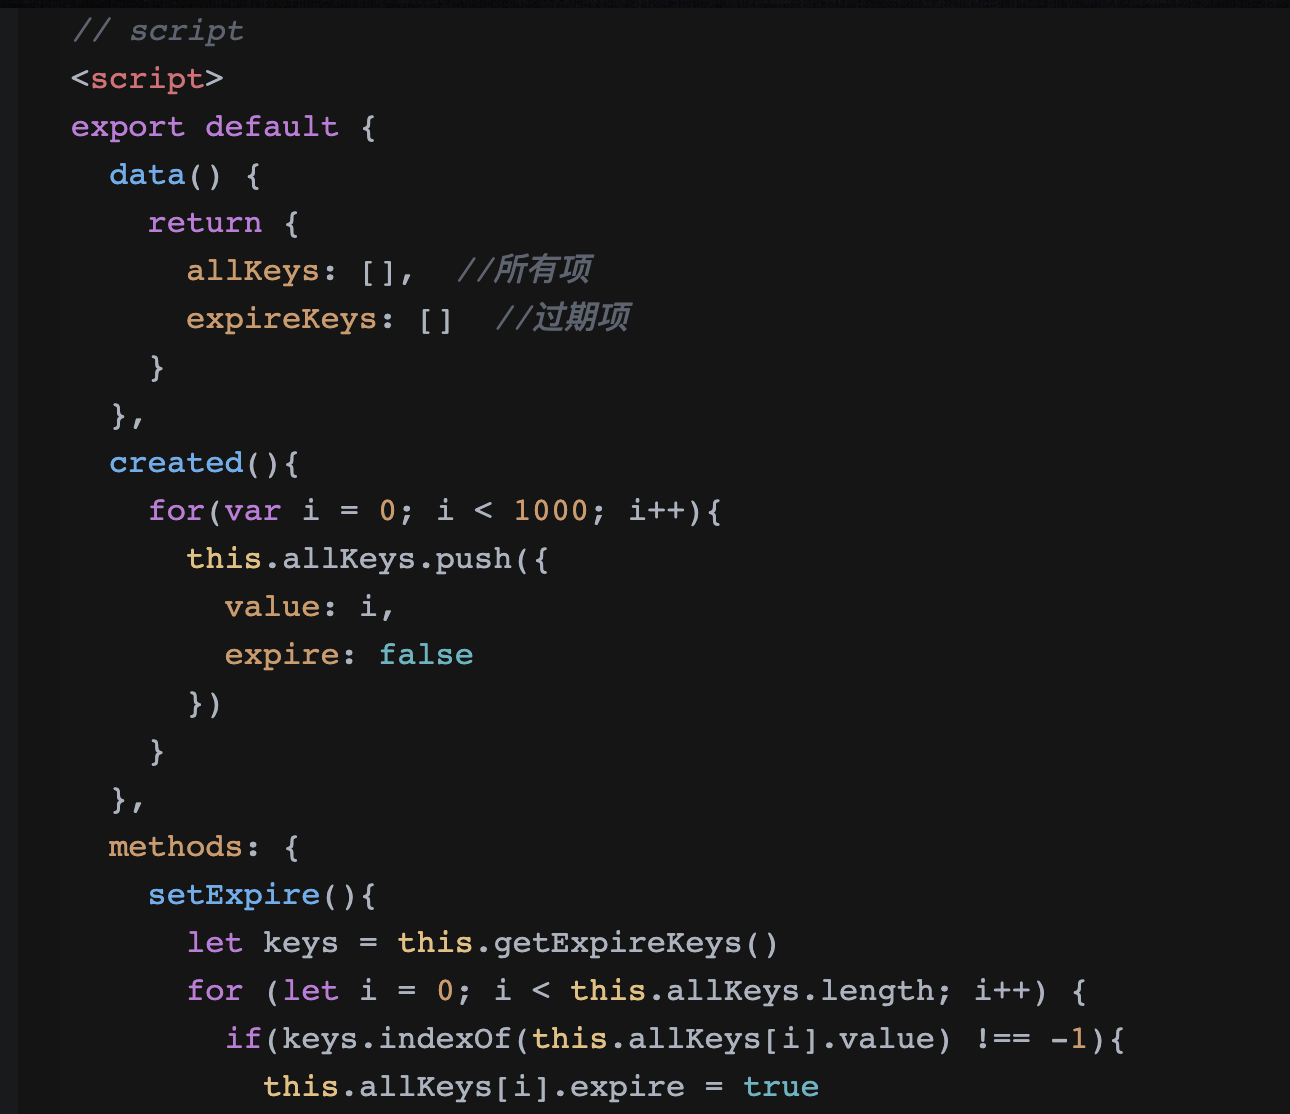 // script
<script>
export default {
  data() {
    return {
      allKeys: [],  //所有项
      expireKeys: []  //过期项
    }
  },
  created(){
    for(var i = 0; i < 1000; i++){
      this.allKeys.push({
        value: i,
        expire: false
      })
    }
  },
  methods: {
    setExpire(){
      let keys = this.getExpireKeys()
      for (let i = 0; i < this.allKeys.length; i++) {
        if(keys.indexOf(this.allKeys[i].value) !== -1){
          this.allKeys[i].expire = true